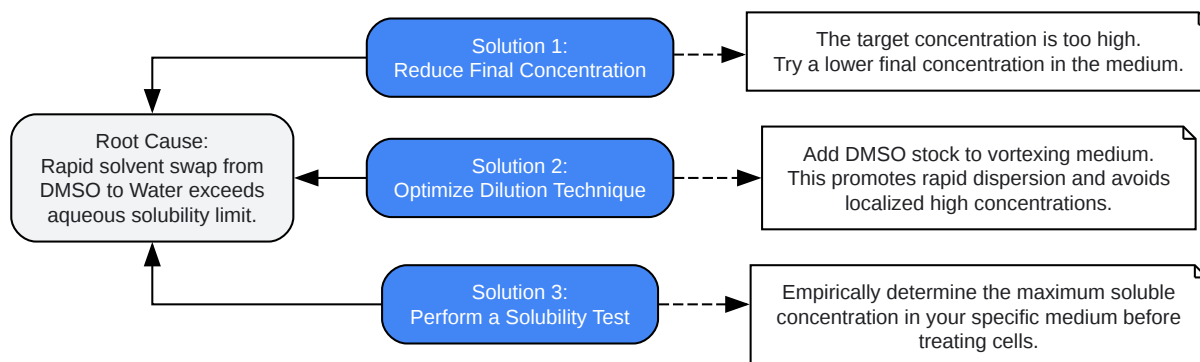 Solution 1:
Reduce Final Concentration
The target concentration is too high.
Try a lower final concentration in the medium.
Root Cause:
Rapid solvent swap from
DMSO to Water exceeds
aqueous solubility limit.
Solution 2:
Optimize Dilution Technique
Add DMSO stock to vortexing medium.
This promotes rapid dispersion and avoids
localized high concentrations.
Solution 3:
Perform a Solubility Test
Empirically determine the maximum soluble
concentration in your specific medium before
treating cells.